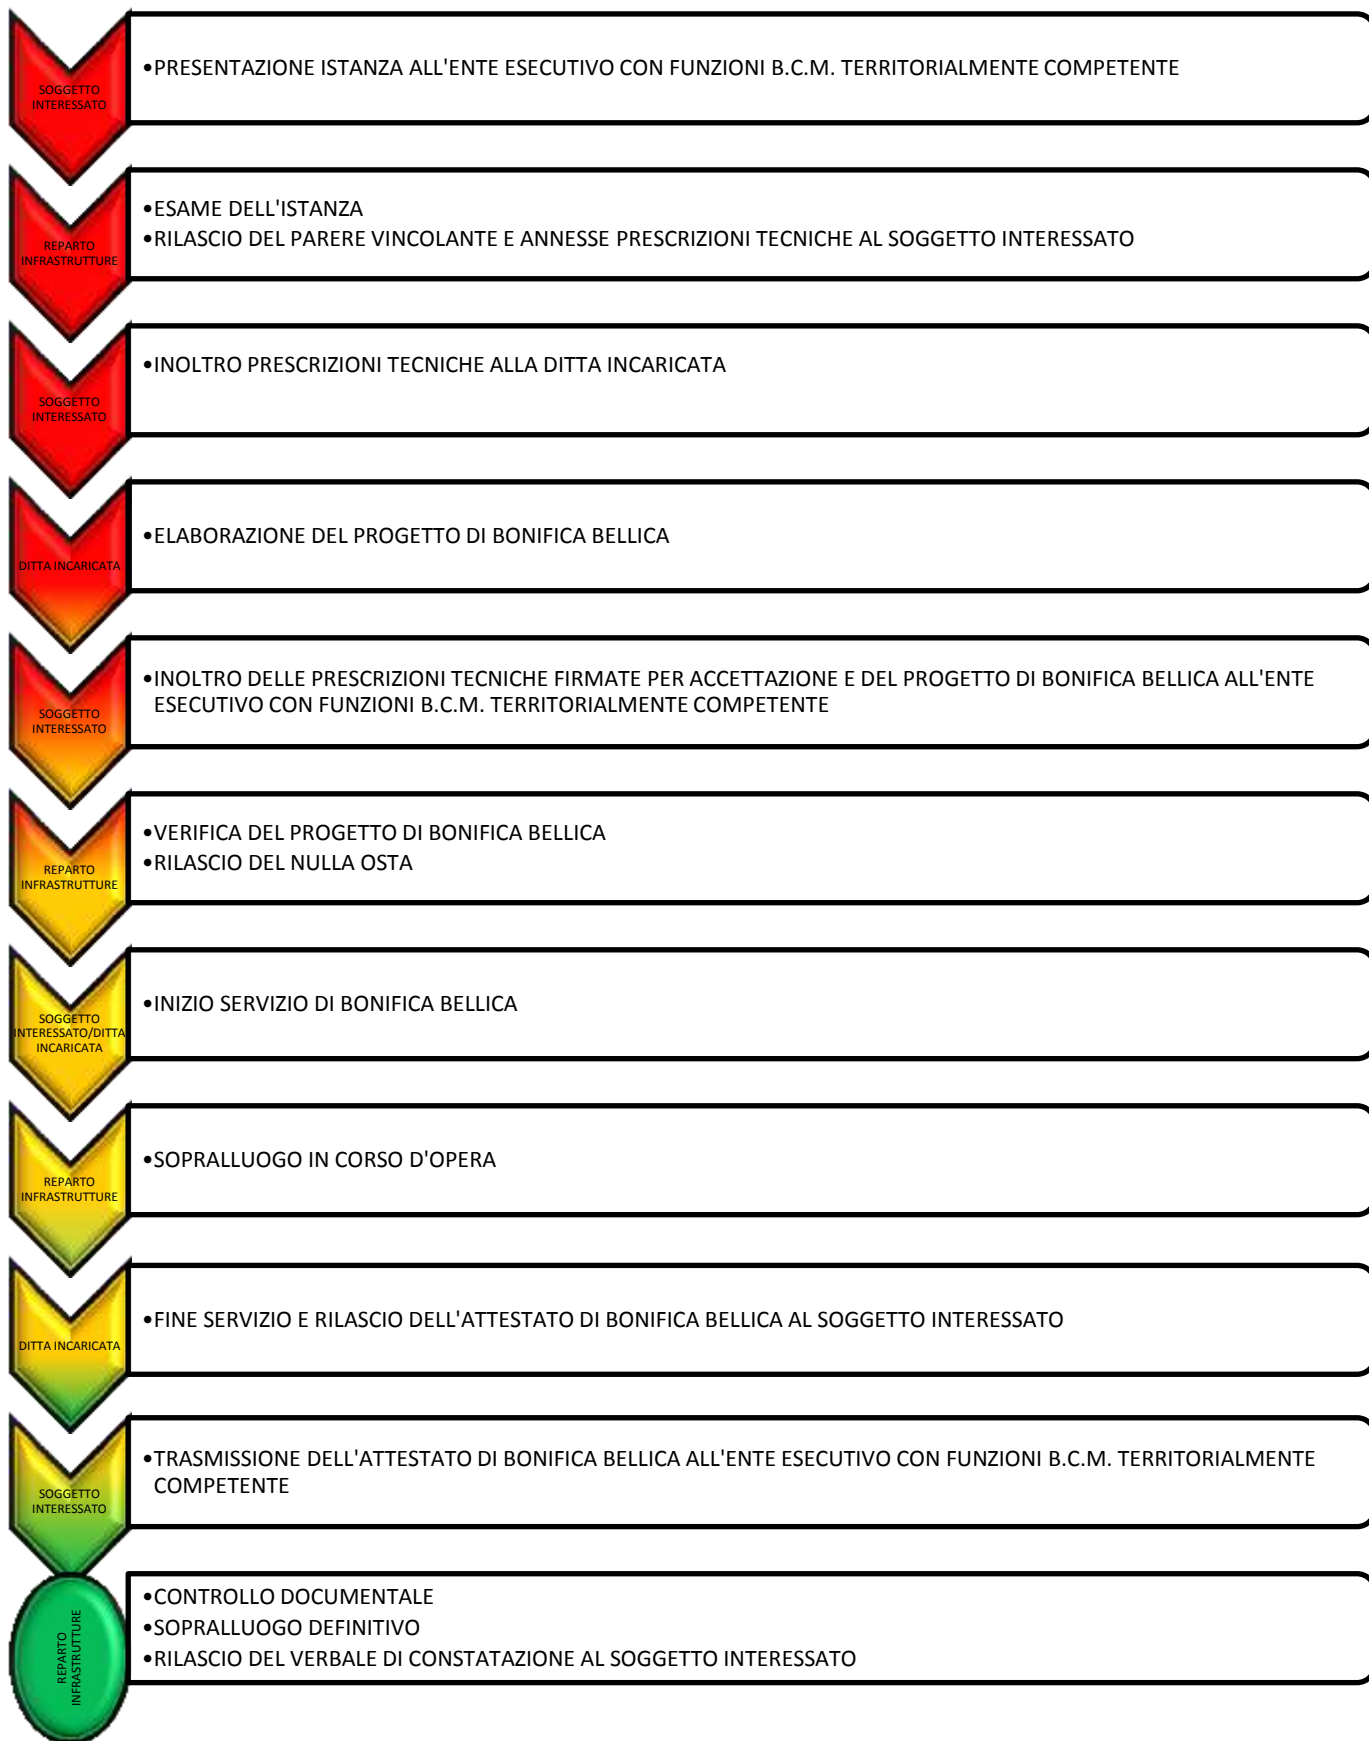 SOGGETTO
INTERESSATO
•PRESENTAZIONE ISTANZA ALL'ENTE ESECUTIVO CON FUNZIONI B.C.M. TERRITORIALMENTE COMPETENTE
REPARTO
INFRASTRUTTURE
•ESAME DELL'ISTANZA
•RILASCIO DEL PARERE VINCOLANTE E ANNESSE PRESCRIZIONI TECNICHE AL SOGGETTO INTERESSATO
SOGGETTO
INTERESSATO
•INOLTRO PRESCRIZIONI TECNICHE ALLA DITTA INCARICATA
DITTA INCARICATA
•ELABORAZIONE DEL PROGETTO DI BONIFICA BELLICA
SOGGETTO
INTERESSATO
•INOLTRO DELLE PRESCRIZIONI TECNICHE FIRMATE PER ACCETTAZIONE E DEL PROGETTO DI BONIFICA BELLICA ALL'ENTE
ESECUTIVO CON FUNZIONI B.C.M. TERRITORIALMENTE COMPETENTE
REPARTO
INFRASTRUTTURE
•VERIFICA DEL PROGETTO DI BONIFICA BELLICA
•RILASCIO DEL NULLA OSTA
SOGGETTO
INTERESSATO/DITTA
INCARICATA
•INIZIO SERVIZIO DI BONIFICA BELLICA
REPARTO
INFRASTRUTTURE
•SOPRALLUOGO IN CORSO D'OPERA
DITTA INCARICATA
•FINE SERVIZIO E RILASCIO DELL'ATTESTATO DI BONIFICA BELLICA AL SOGGETTO INTERESSATO
SOGGETTO
INTERESSATO
•TRASMISSIONE DELL'ATTESTATO DI BONIFICA BELLICA ALL'ENTE ESECUTIVO CON FUNZIONI B.C.M. TERRITORIALMENTE
COMPETENTE
REPARTO
INFRASTRUTTURE
•CONTROLLO DOCUMENTALE
•SOPRALLUOGO DEFINITIVO
•RILASCIO DEL VERBALE DI CONSTATAZIONE AL SOGGETTO INTERESSATO